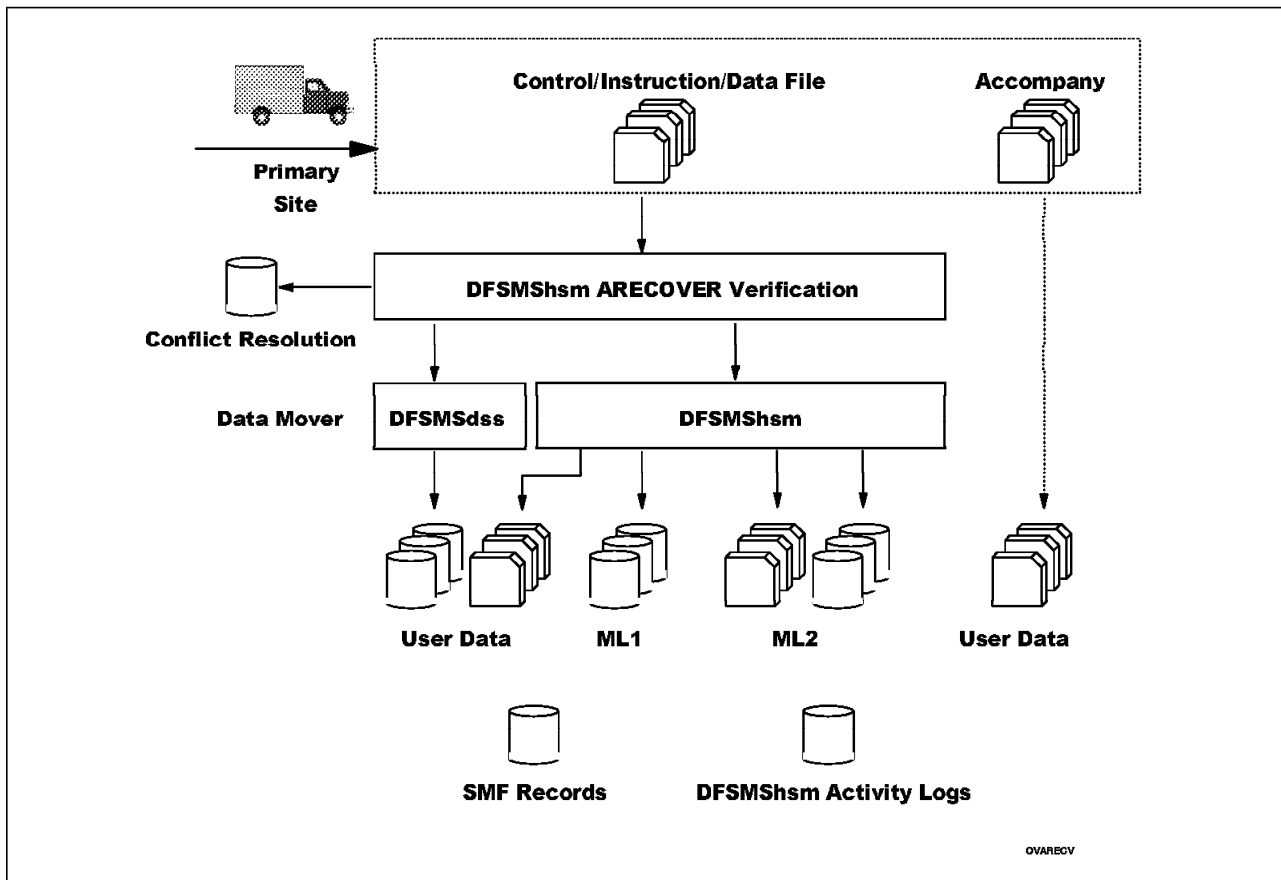 Control/Instruction/Data File
Accompany
Primary
Site
DFSMShsm ARECOVER Verification
Conflict Resolution
Data Mover
DFSMSdss
DFSMShsm
User Data
ML1
ML2
User Data
SMF Records
DFSMShsm Activity Logs
OVARECV